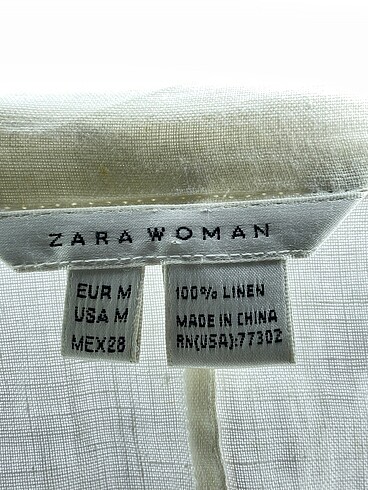 ZARA WOMAN
EUR M
USA M
MEX28
100% LINEN
MADE IN CHINA
RN(USA):77302